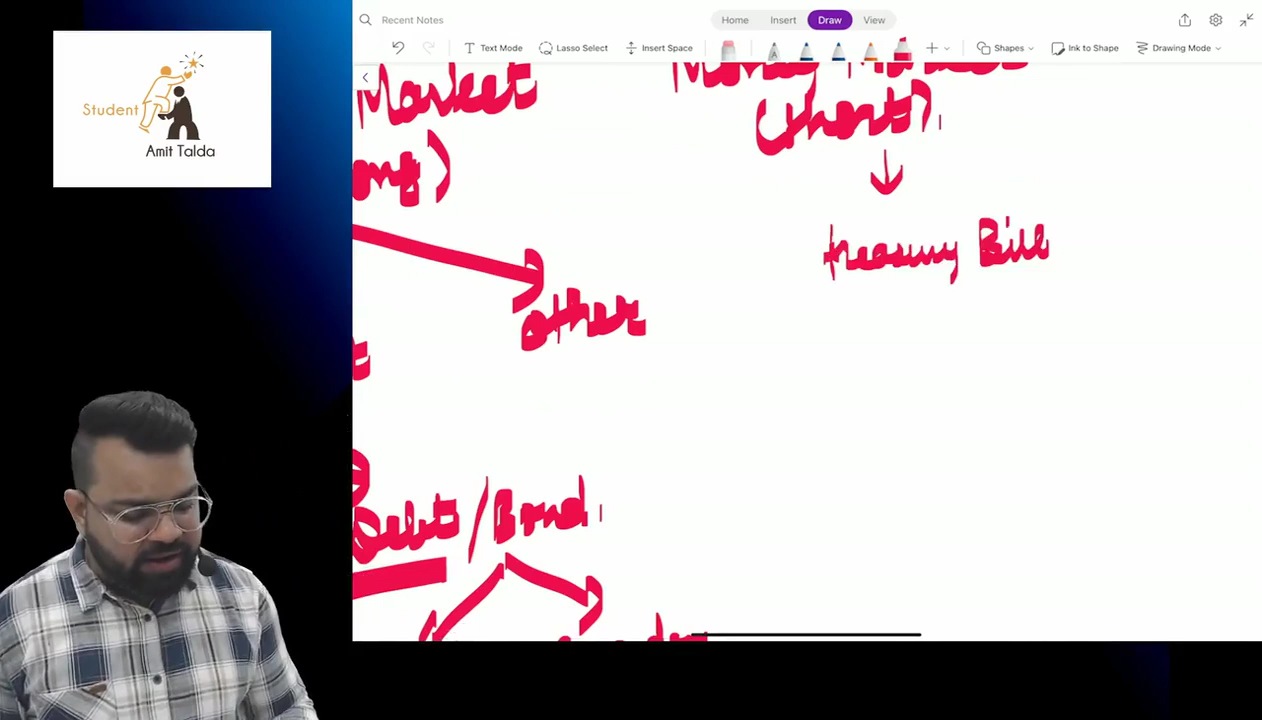 Recent Notes
Home Insert Draw View
Text Mode Lasso Select Insert Space Shapes Ink to Shape Drawing Mode
Student
Amit Talda
Market
(Short)
ong)
treasury Bill
other
t
Debt/Bond